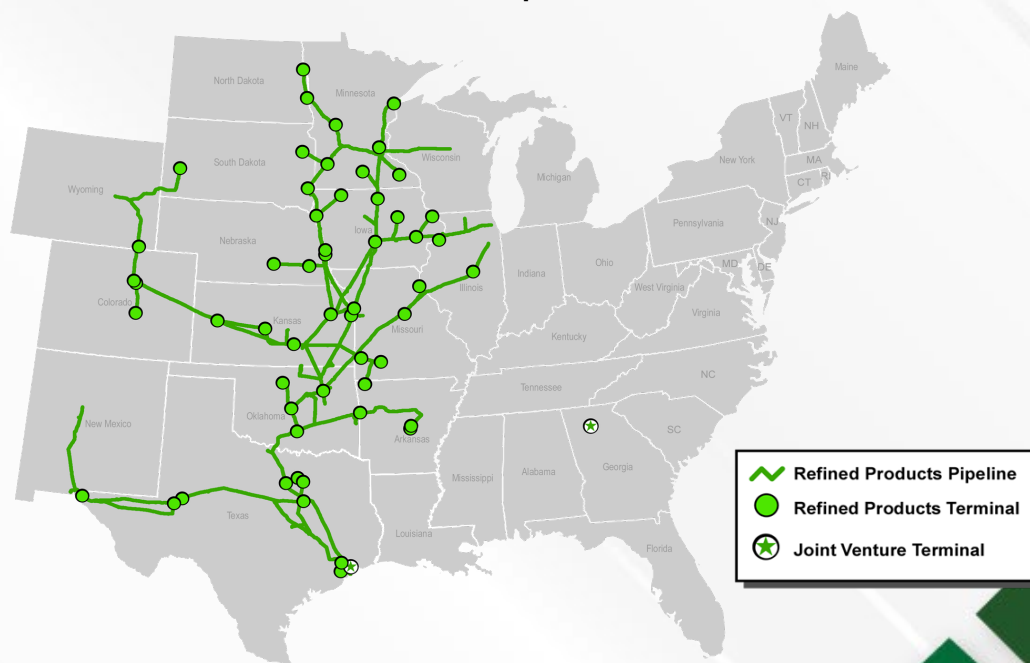 Maine
North Dakota
Minnesota
VT
NH
MA
New York
Wisconsin
South Dakota
Michigan
CT
RI
Wyoming
Pennsylvania
NJ
Iowa
Nebraska
Ohio
MD
DE
Indiana
Illinois
West Virginia
Colorado
Virginia
Kansas
Missouri
Kentucky
NC
Tennessee
Oklahoma
New Mexico
SC
Arkansas
Georgia
Mississippi
Alabama
Texas
Louisiana
Florida
Refined Products Pipeline
Refined Products Terminal
Joint Venture Terminal